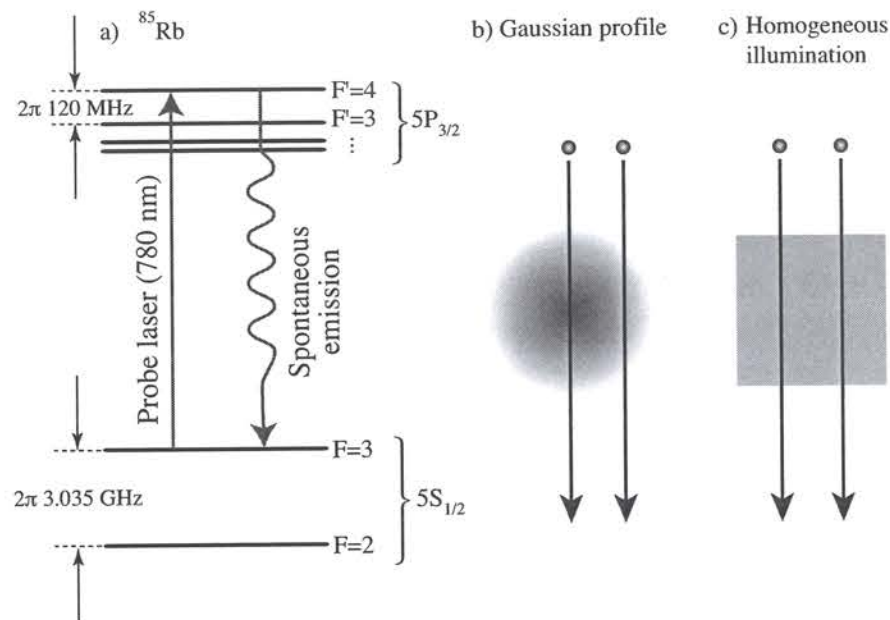 a) ⁸⁵Rb
F'=4
2π 120 MHz
F'=3
5P₃/₂
...
Probe laser (780 nm)
Spontaneous
emission
F=3
2π 3.035 GHz
5S₁/₂
F=2
b) Gaussian profile
c) Homogeneous
illumination